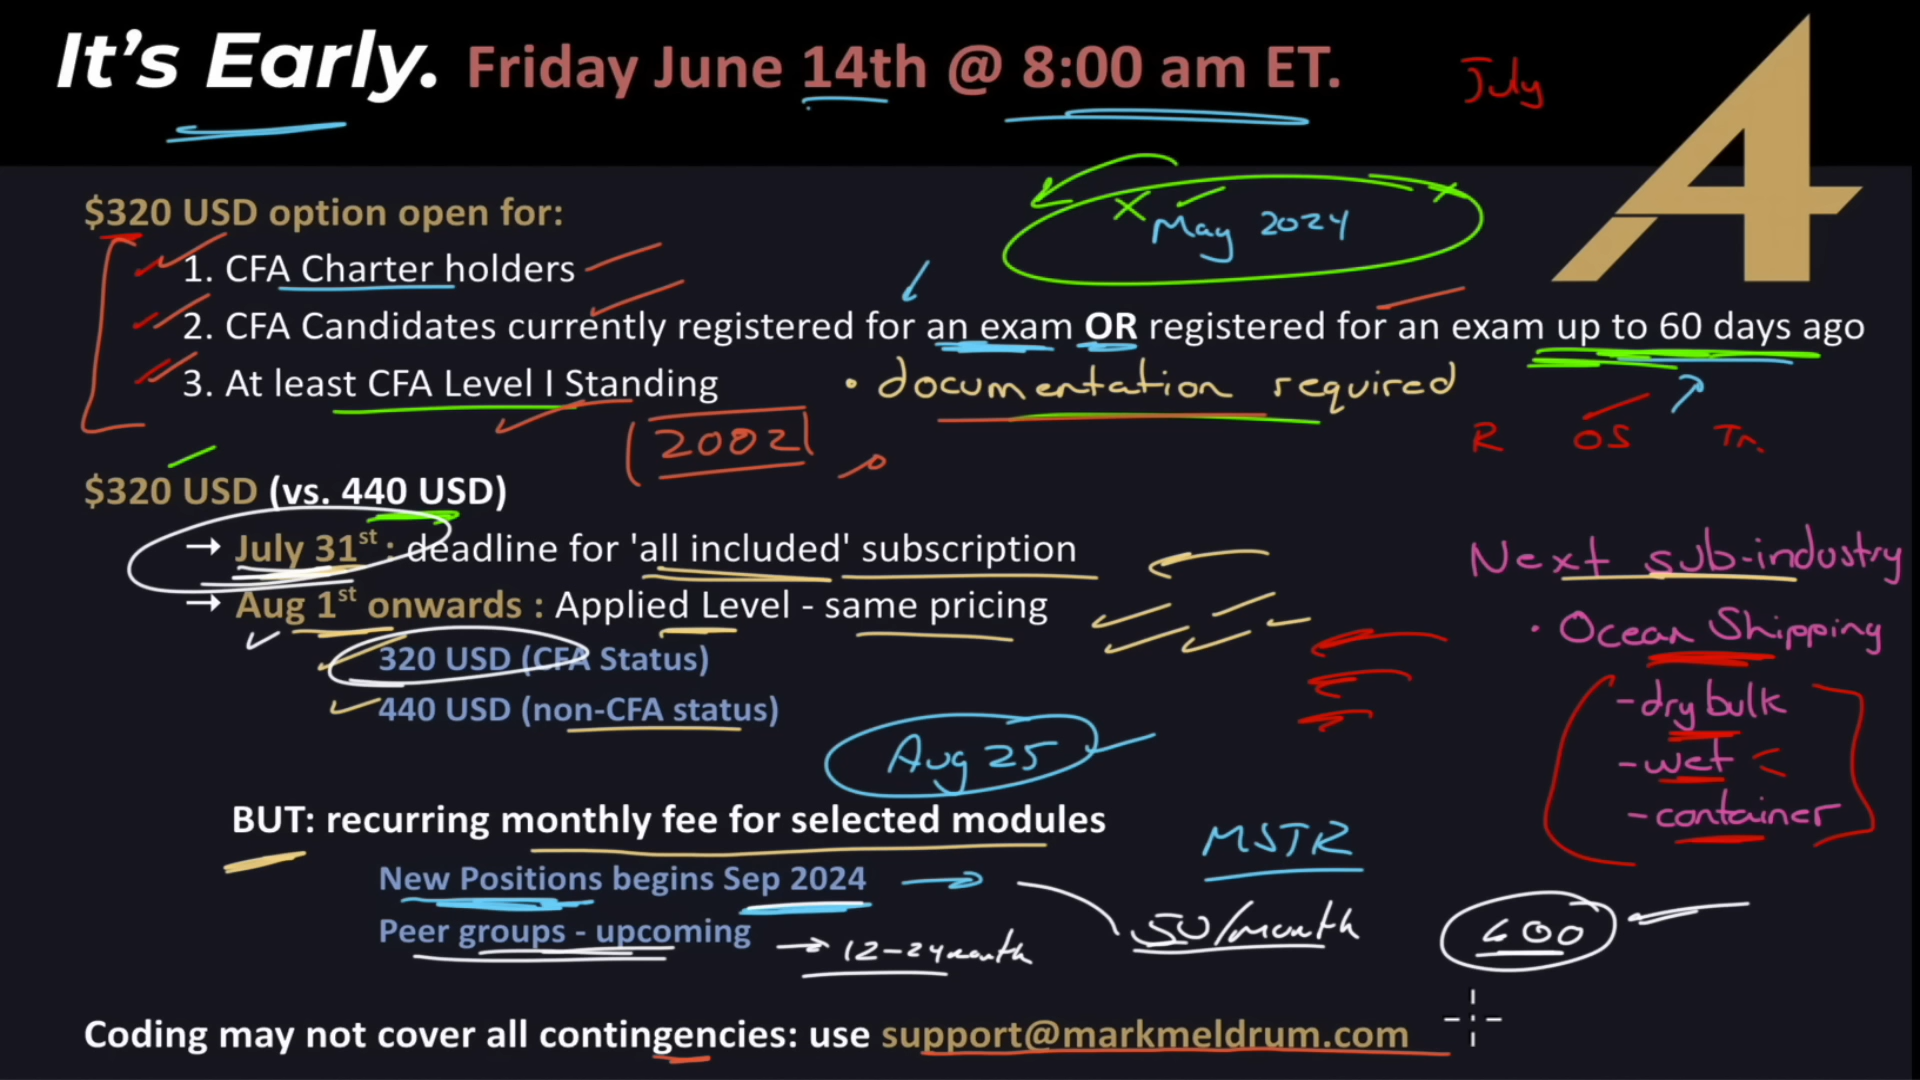 It's Early. Friday June 14th @ 8:00 am ET.
July
$320 USD option open for:
May 2024
1. CFA Charter holders
2. CFA Candidates currently registered for an exam OR registered for an exam up to 60 days ago
3. At least CFA Level I Standing
• documentation required
2002
R OS Tr.
$320 USD (vs. 440 USD)
→ July 31st : deadline for 'all included' subscription
→ Aug 1st onwards : Applied Level - same pricing
320 USD (CFA Status)
440 USD (non-CFA status)
Next sub-industry
• Ocean Shipping
- dry bulk
- wet
- container
Aug 25
BUT: recurring monthly fee for selected modules
MSTR
New Positions begins Sep 2024
50/month
600
Peer groups - upcoming
→ 12-24 month
Coding may not cover all contingencies: use support@markmeldrum.com